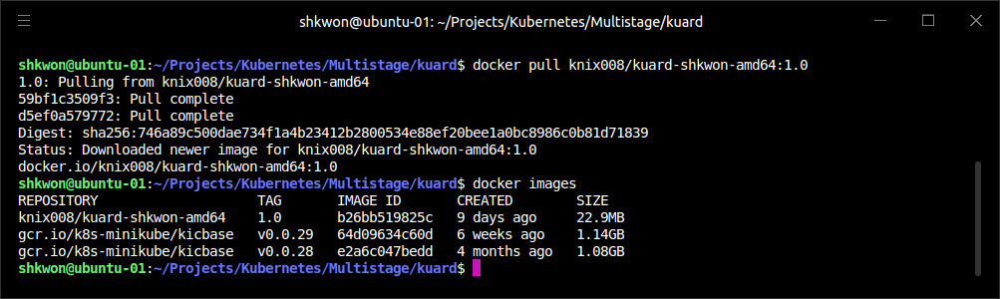 shkwon@ubuntu-01: ~/Projects/Kubernetes/Multistage/kuard
shkwon@ubuntu-01:~/Projects/Kubernetes/Multistage/kuard$ docker pull knix008/kuard-shkwon-amd64:1.0
1.0: Pulling from knix008/kuard-shkwon-amd64
59bf1c3509f3: Pull complete
d5ef0a579772: Pull complete
Digest: sha256:746a89c500dae734f1a4b23412b2800534e88ef20bee1a0bc8986c0b81d71839
Status: Downloaded newer image for knix008/kuard-shkwon-amd64:1.0
docker.io/knix008/kuard-shkwon-amd64:1.0
shkwon@ubuntu-01:~/Projects/Kubernetes/Multistage/kuard$ docker images
REPOSITORY                    TAG       IMAGE ID       CREATED        SIZE
knix008/kuard-shkwon-amd64    1.0       b26bb519825c   9 days ago     22.9MB
gcr.io/k8s-minikube/kicbase   v0.0.29   64d09634c60d   6 weeks ago    1.14GB
gcr.io/k8s-minikube/kicbase   v0.0.28   e2a6c047bedd   4 months ago   1.08GB
shkwon@ubuntu-01:~/Projects/Kubernetes/Multistage/kuard$